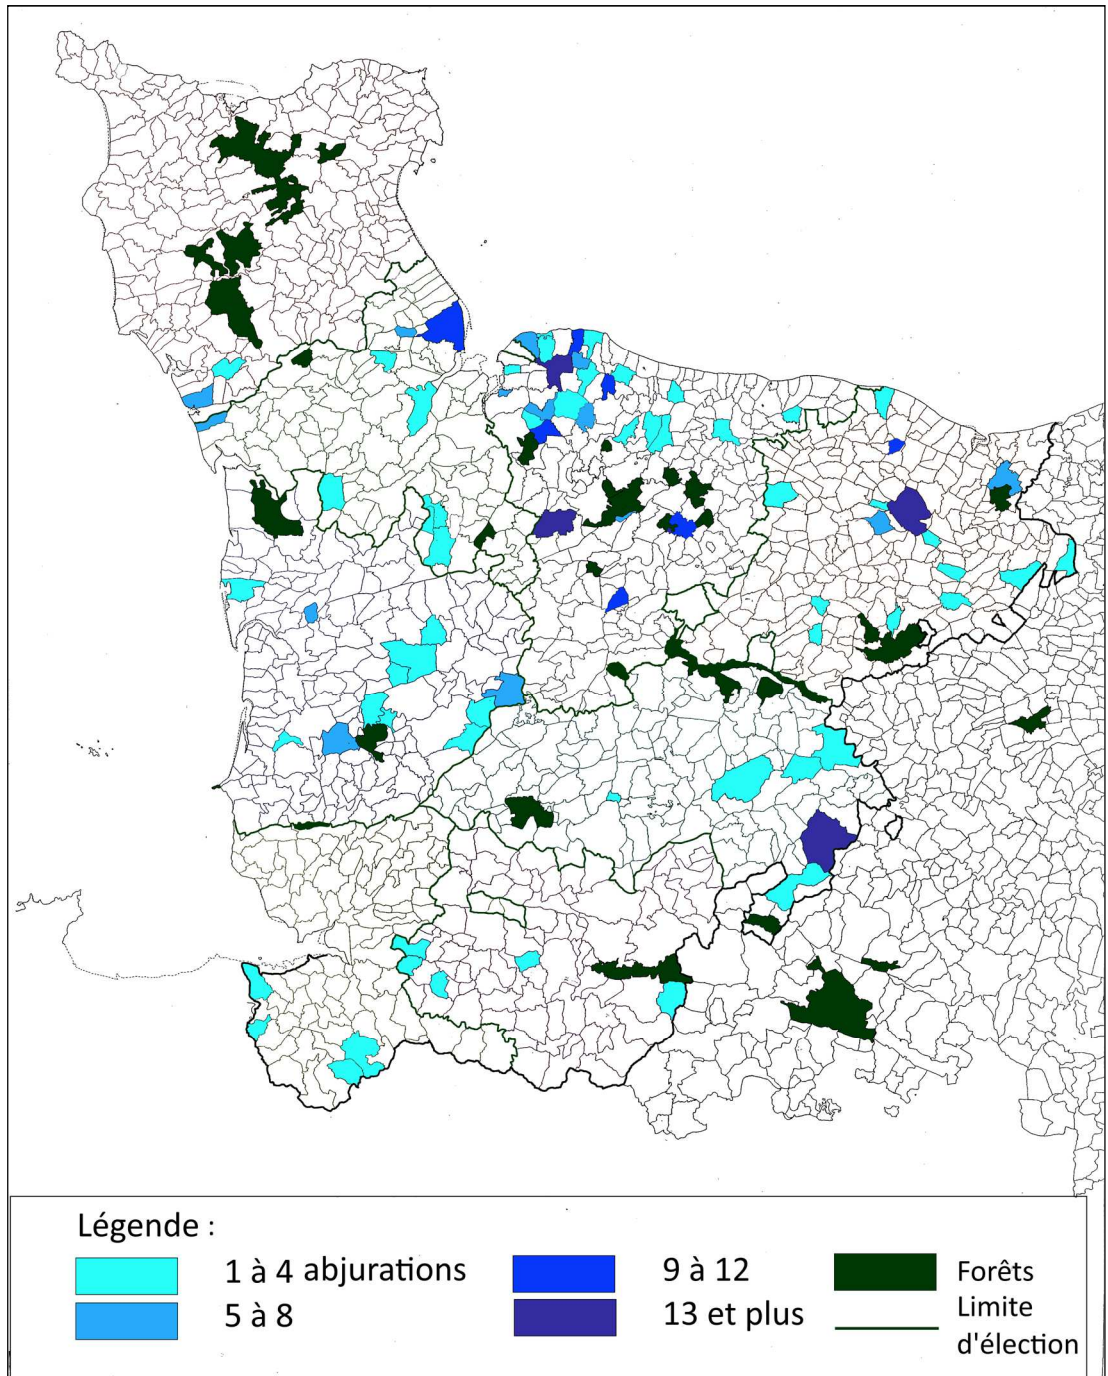 Légende :
1 à 4 abjurations
5 à 8
9 à 12
13 et plus
Forêts
Limite
d'élection